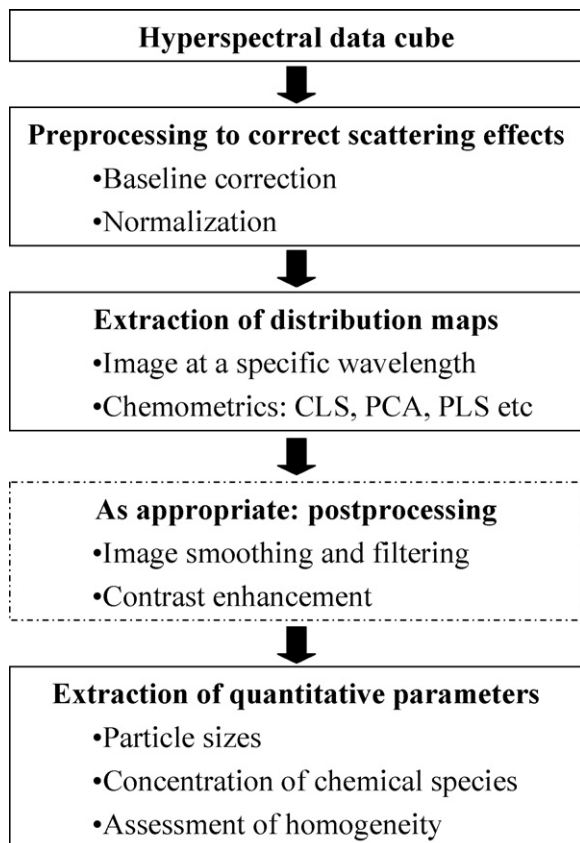 Hyperspectral data cube
Preprocessing to correct scattering effects
•Baseline correction
•Normalization
Extraction of distribution maps
•Image at a specific wavelength
•Chemometrics: CLS, PCA, PLS etc
As appropriate: postprocessing
•Image smoothing and filtering
•Contrast enhancement
Extraction of quantitative parameters
•Particle sizes
•Concentration of chemical species
•Assessment of homogeneity